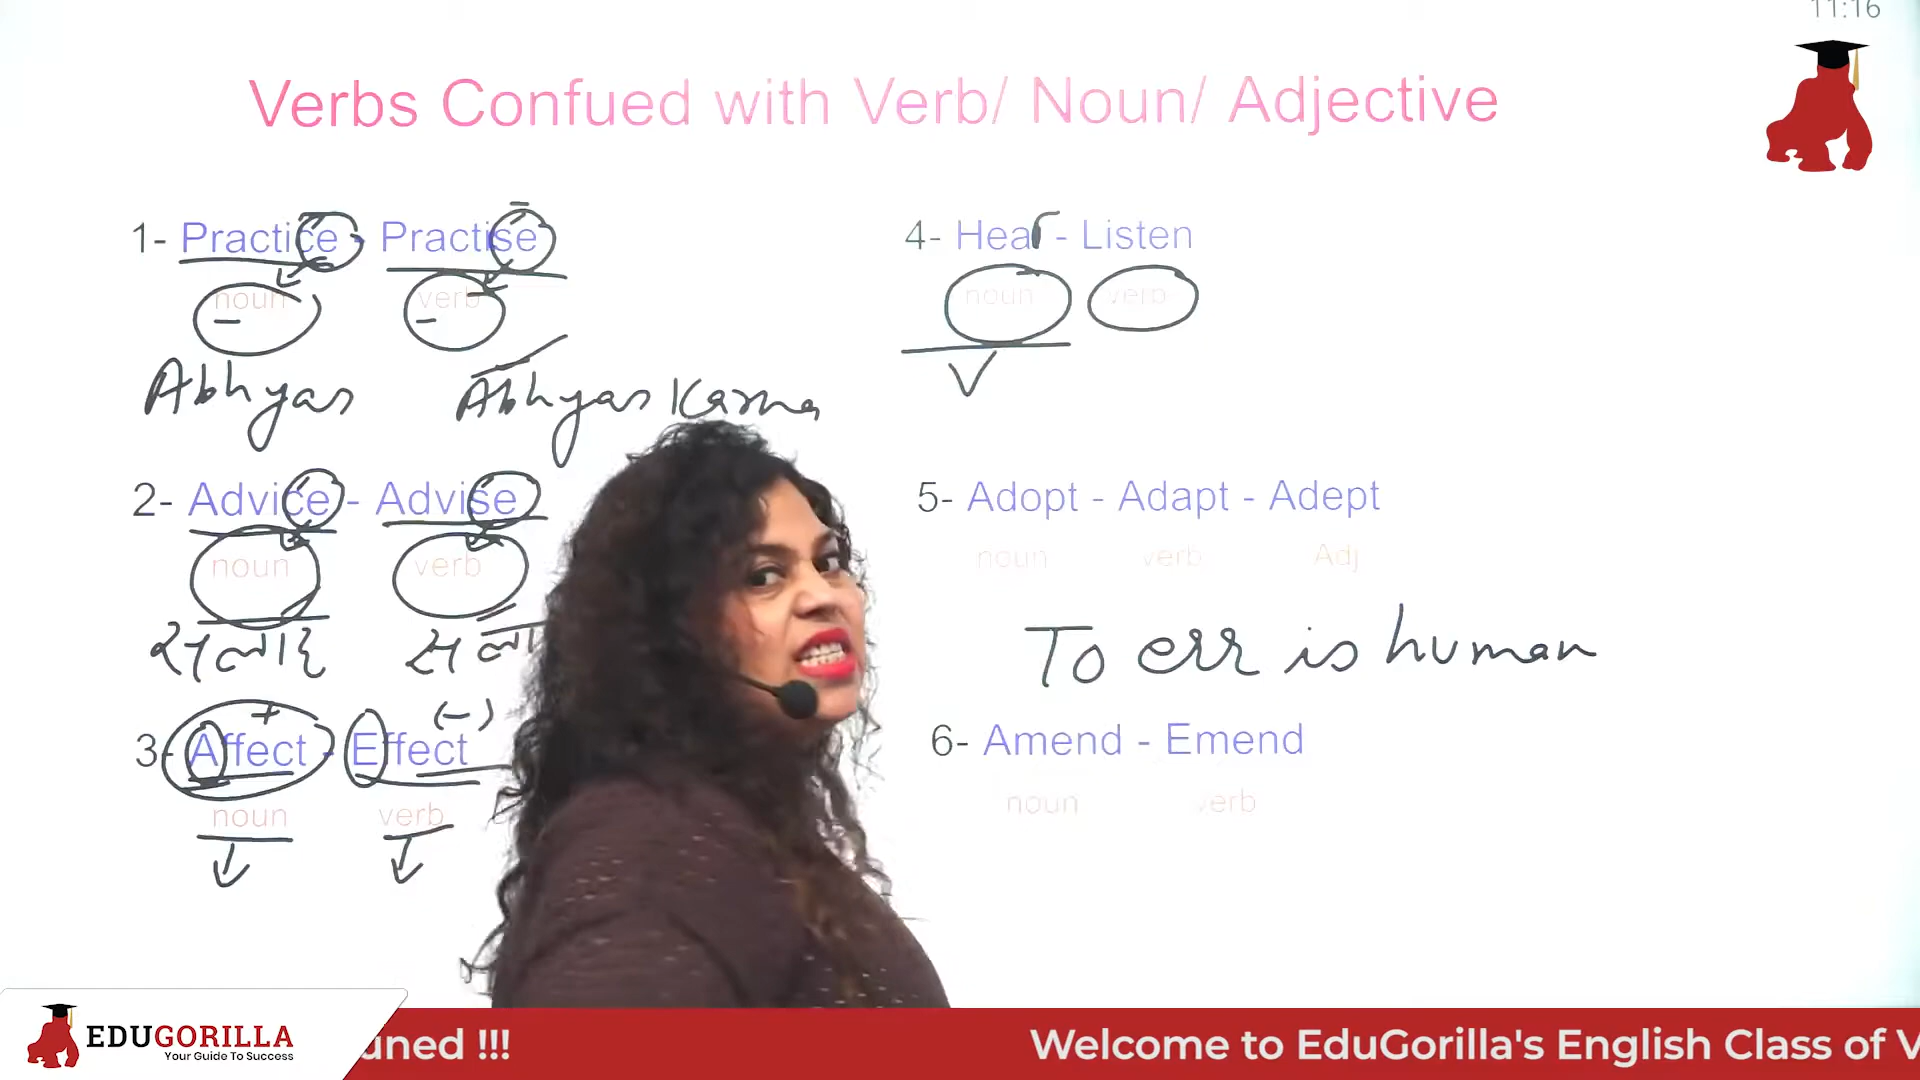 11:16
Verbs Confued with Verb/ Noun/ Adjective
1- Practice - Practise
noun verb
Abhyas Abhyas Karna
2- Advice - Advise
noun verb
सलाह सला
+ (-)
3- Affect - Effect
noun verb
4- Hear - Listen
noun verb
5- Adopt - Adapt - Adept
noun verb Adj
To err is human
6- Amend - Emend
noun verb
EDUGORILLA
Your Guide To Success
uned !!!
Welcome to EduGorilla's English Class of V